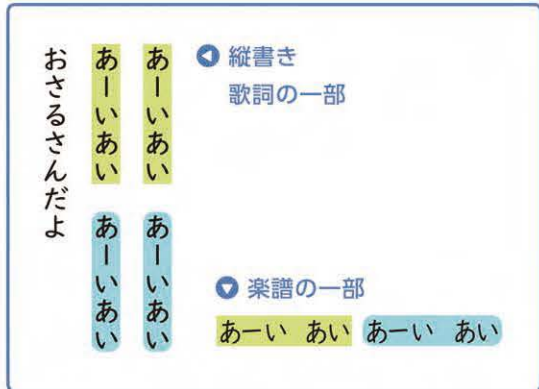 ◀ 縦書き
歌詞の一部
あーいあい　あーいあい
あーいあい　あーいあい
おさるさんだよ
▼ 楽譜の一部
あーい　あい　あーい　あい